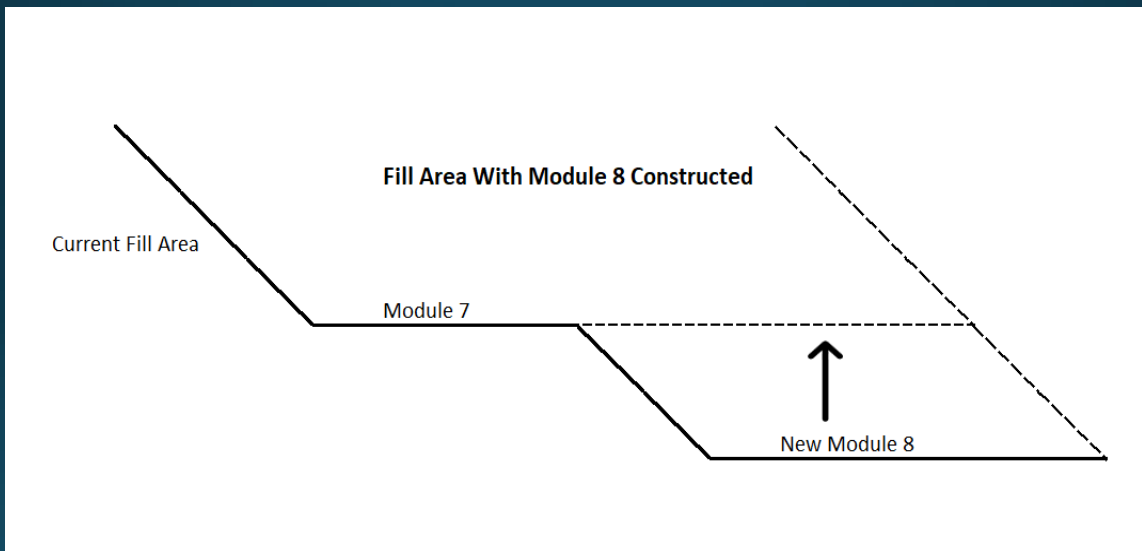 Fill Area With Module 8 Constructed
Current Fill Area
Module 7
New Module 8